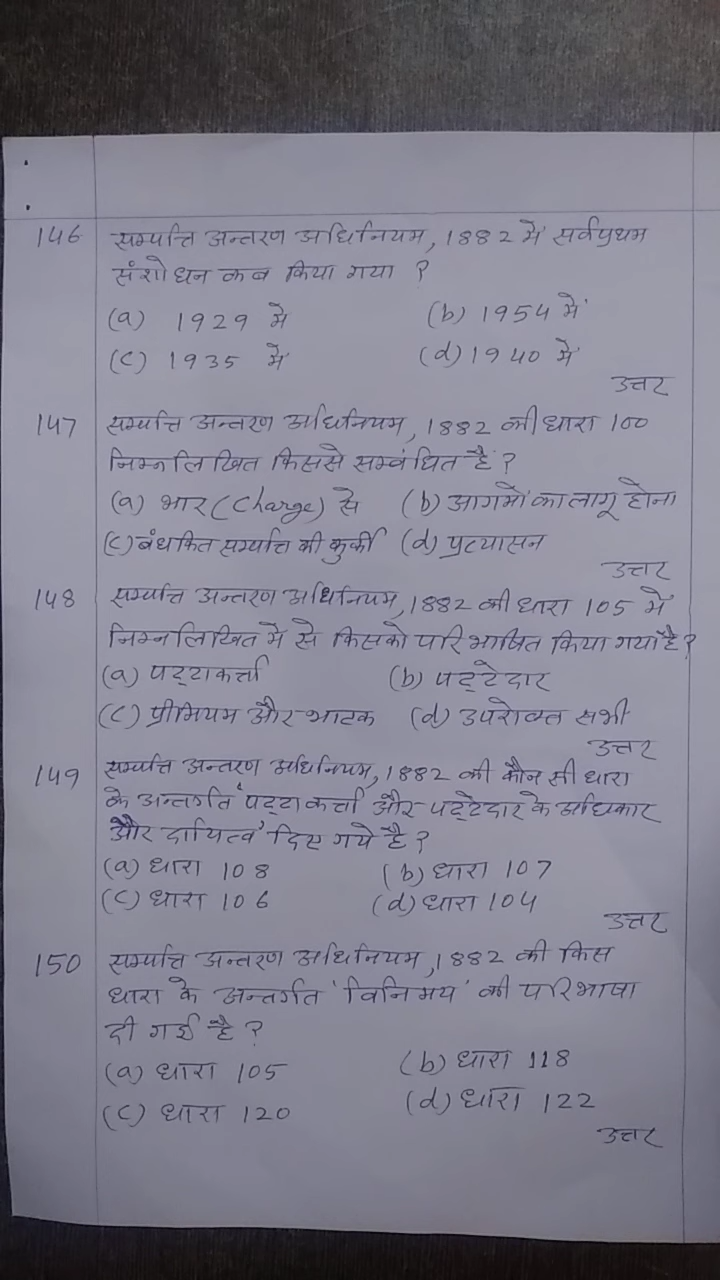 146 सम्पत्ति अन्तरण अधिनियम, 1882 में सर्वप्रथम
संशोधन कब किया गया ?
(a) 1929 में (b) 1954 में
(c) 1935 में (d) 1940 में
उत्तर
147 सम्पत्ति अन्तरण अधिनियम, 1882 की धारा 100
निम्नलिखित किससे सम्बंधित है ?
(a) भार (Charge) से (b) आगमों का लागू होना
(c) बंधकित सम्पत्ति की कुर्की (d) प्रत्यासन
उत्तर
148 सम्पत्ति अन्तरण अधिनियम, 1882 की धारा 105 में
निम्नलिखित में से किसको परिभाषित किया गया है ?
(a) पट्टाकर्त्ता (b) पट्टेदार
(c) प्रीमियम और भाटक (d) उपरोक्त सभी
उत्तर
149 सम्पत्ति अन्तरण अधिनियम, 1882 की कौन सी धारा
के अन्तर्गत 'पट्टाकर्त्ता और पट्टेदार के अधिकार
और दायित्व' दिए गये है ?
(a) धारा 108 (b) धारा 107
(c) धारा 106 (d) धारा 104
उत्तर
150 सम्पत्ति अन्तरण अधिनियम, 1882 की किस
धारा के अन्तर्गत 'विनिमय' की परिभाषा
दी गई है ?
(a) धारा 105 (b) धारा 118
(c) धारा 120 (d) धारा 122
उत्तर